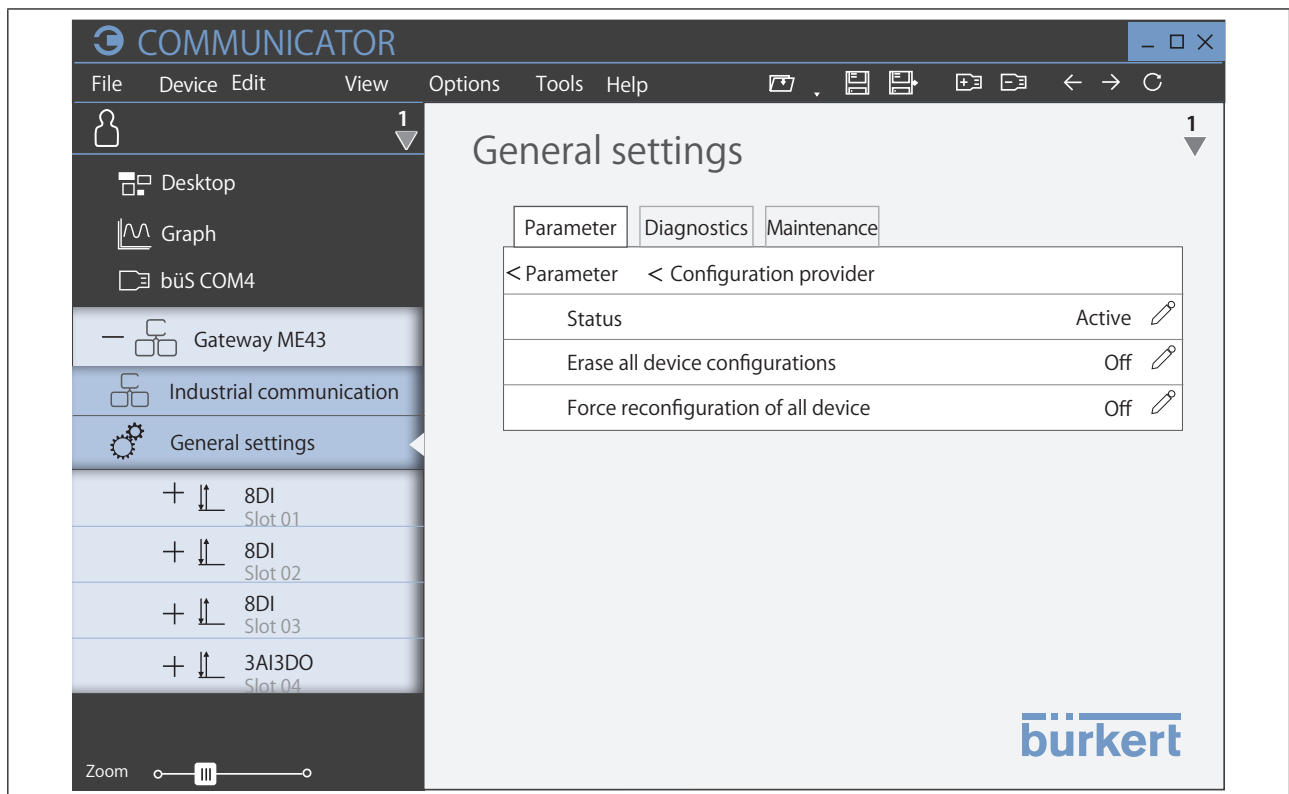 COMMUNICATOR
File Device Edit View Options Tools Help
1
Desktop
Graph
büS COM4
Gateway ME43
Industrial communication
General settings
8DI
Slot 01
8DI
Slot 02
8DI
Slot 03
3AI3DO
Slot 04
Zoom
General settings
1
Parameter Diagnostics Maintenance
< Parameter < Configuration provider
Status Active
Erase all device configurations Off
Force reconfiguration of all device Off
bürkert